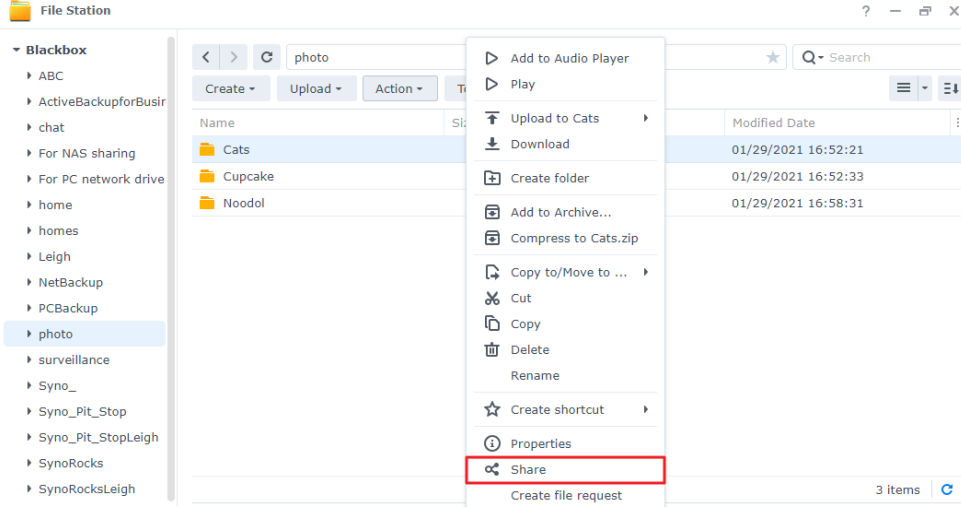 File Station
Blackbox
ABC
ActiveBackupforBusir
chat
For NAS sharing
For PC network drive
home
homes
Leigh
NetBackup
PCBackup
photo
surveillance
Syno_
Syno_Pit_Stop
Syno_Pit_StopLeigh
SynoRocks
SynoRocksLeigh
photo
Search
Create
Upload
Action
Name
Modified Date
Cats
01/29/2021 16:52:21
Cupcake
01/29/2021 16:52:33
Noodol
01/29/2021 16:58:31
Add to Audio Player
Play
Upload to Cats
Download
Create folder
Add to Archive...
Compress to Cats.zip
Copy to/Move to ...
Cut
Copy
Delete
Rename
Create shortcut
Properties
Share
Create file request
3 items